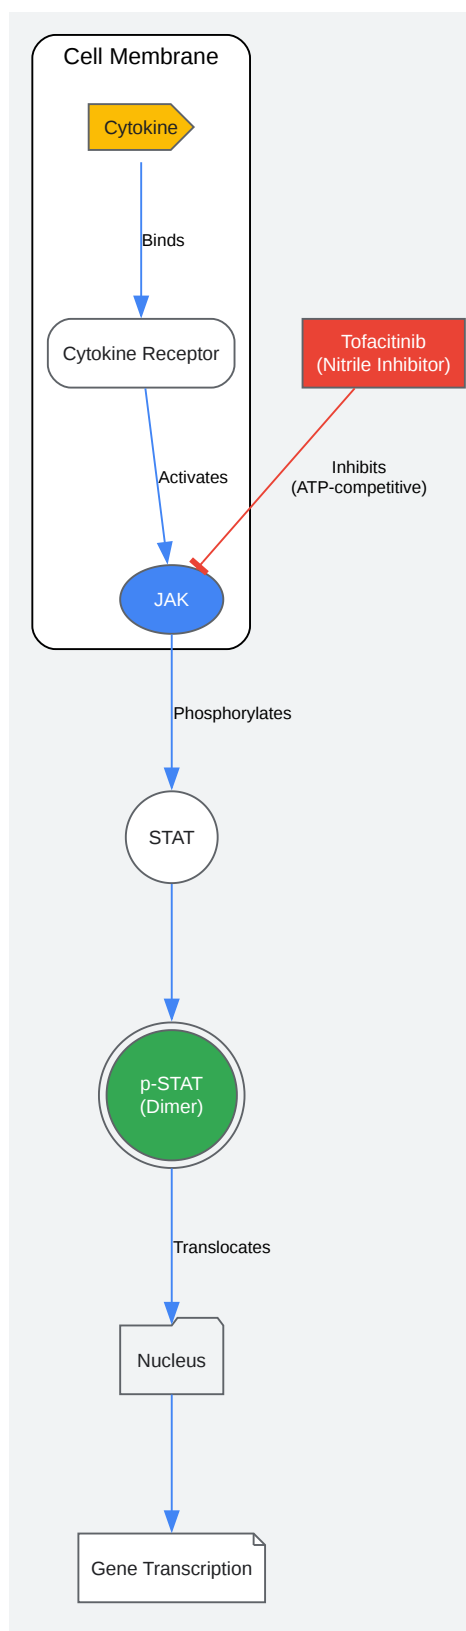 Cell Membrane
Cytokine
Binds
Cytokine Receptor
Tofacitinib
(Nitrile Inhibitor)
Activates
Inhibits
(ATP-competitive)
JAK
Phosphorylates
STAT
p-STAT
(Dimer)
Translocates
Nucleus
Gene Transcription